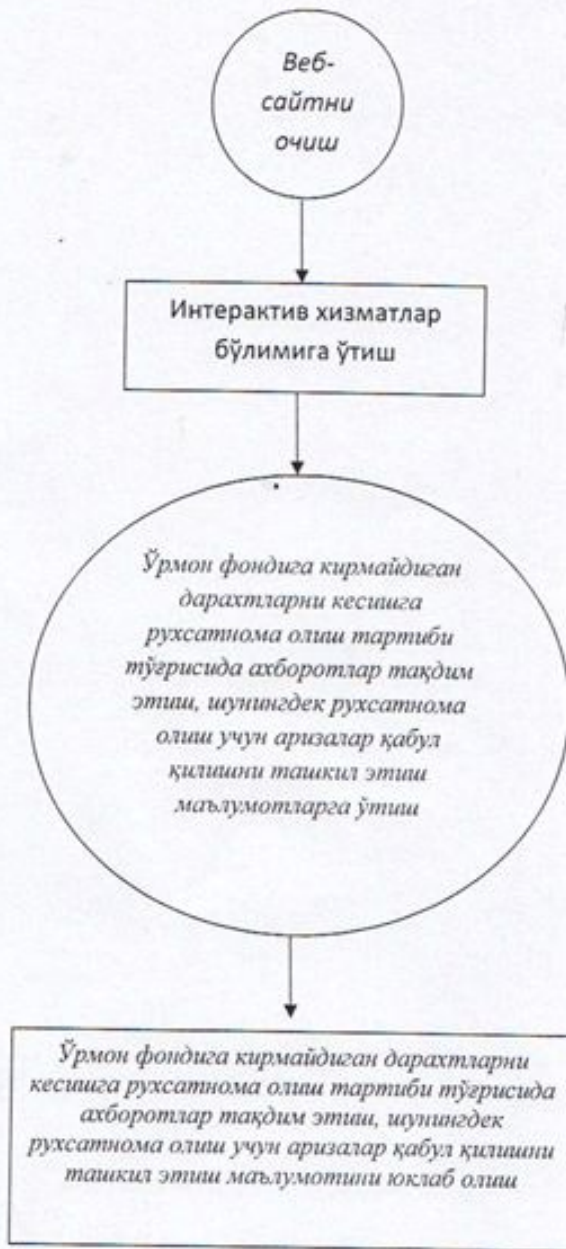 Веб-
сайтни
очиш
Интерактив хизматлар
бўлимига ўтиш
Ўрмон фондига кирмайдиган
дарахтларни кесишга
рухсатнома олиш тартиби
тўғрисида ахборотлар тақдим
этиш, шунингдек рухсатнома
олиш учун аризалар қабул
қилишни ташкил этиш
маълумотларга ўтиш
Ўрмон фондига кирмайдиган дарахтларни
кесишга рухсатнома олиш тартиби тўғрисида
ахборотлар тақдим этиш, шунингдек
рухсатнома олиш учун аризалар қабул қилишни
ташкил этиш маълумотини юклаб олиш